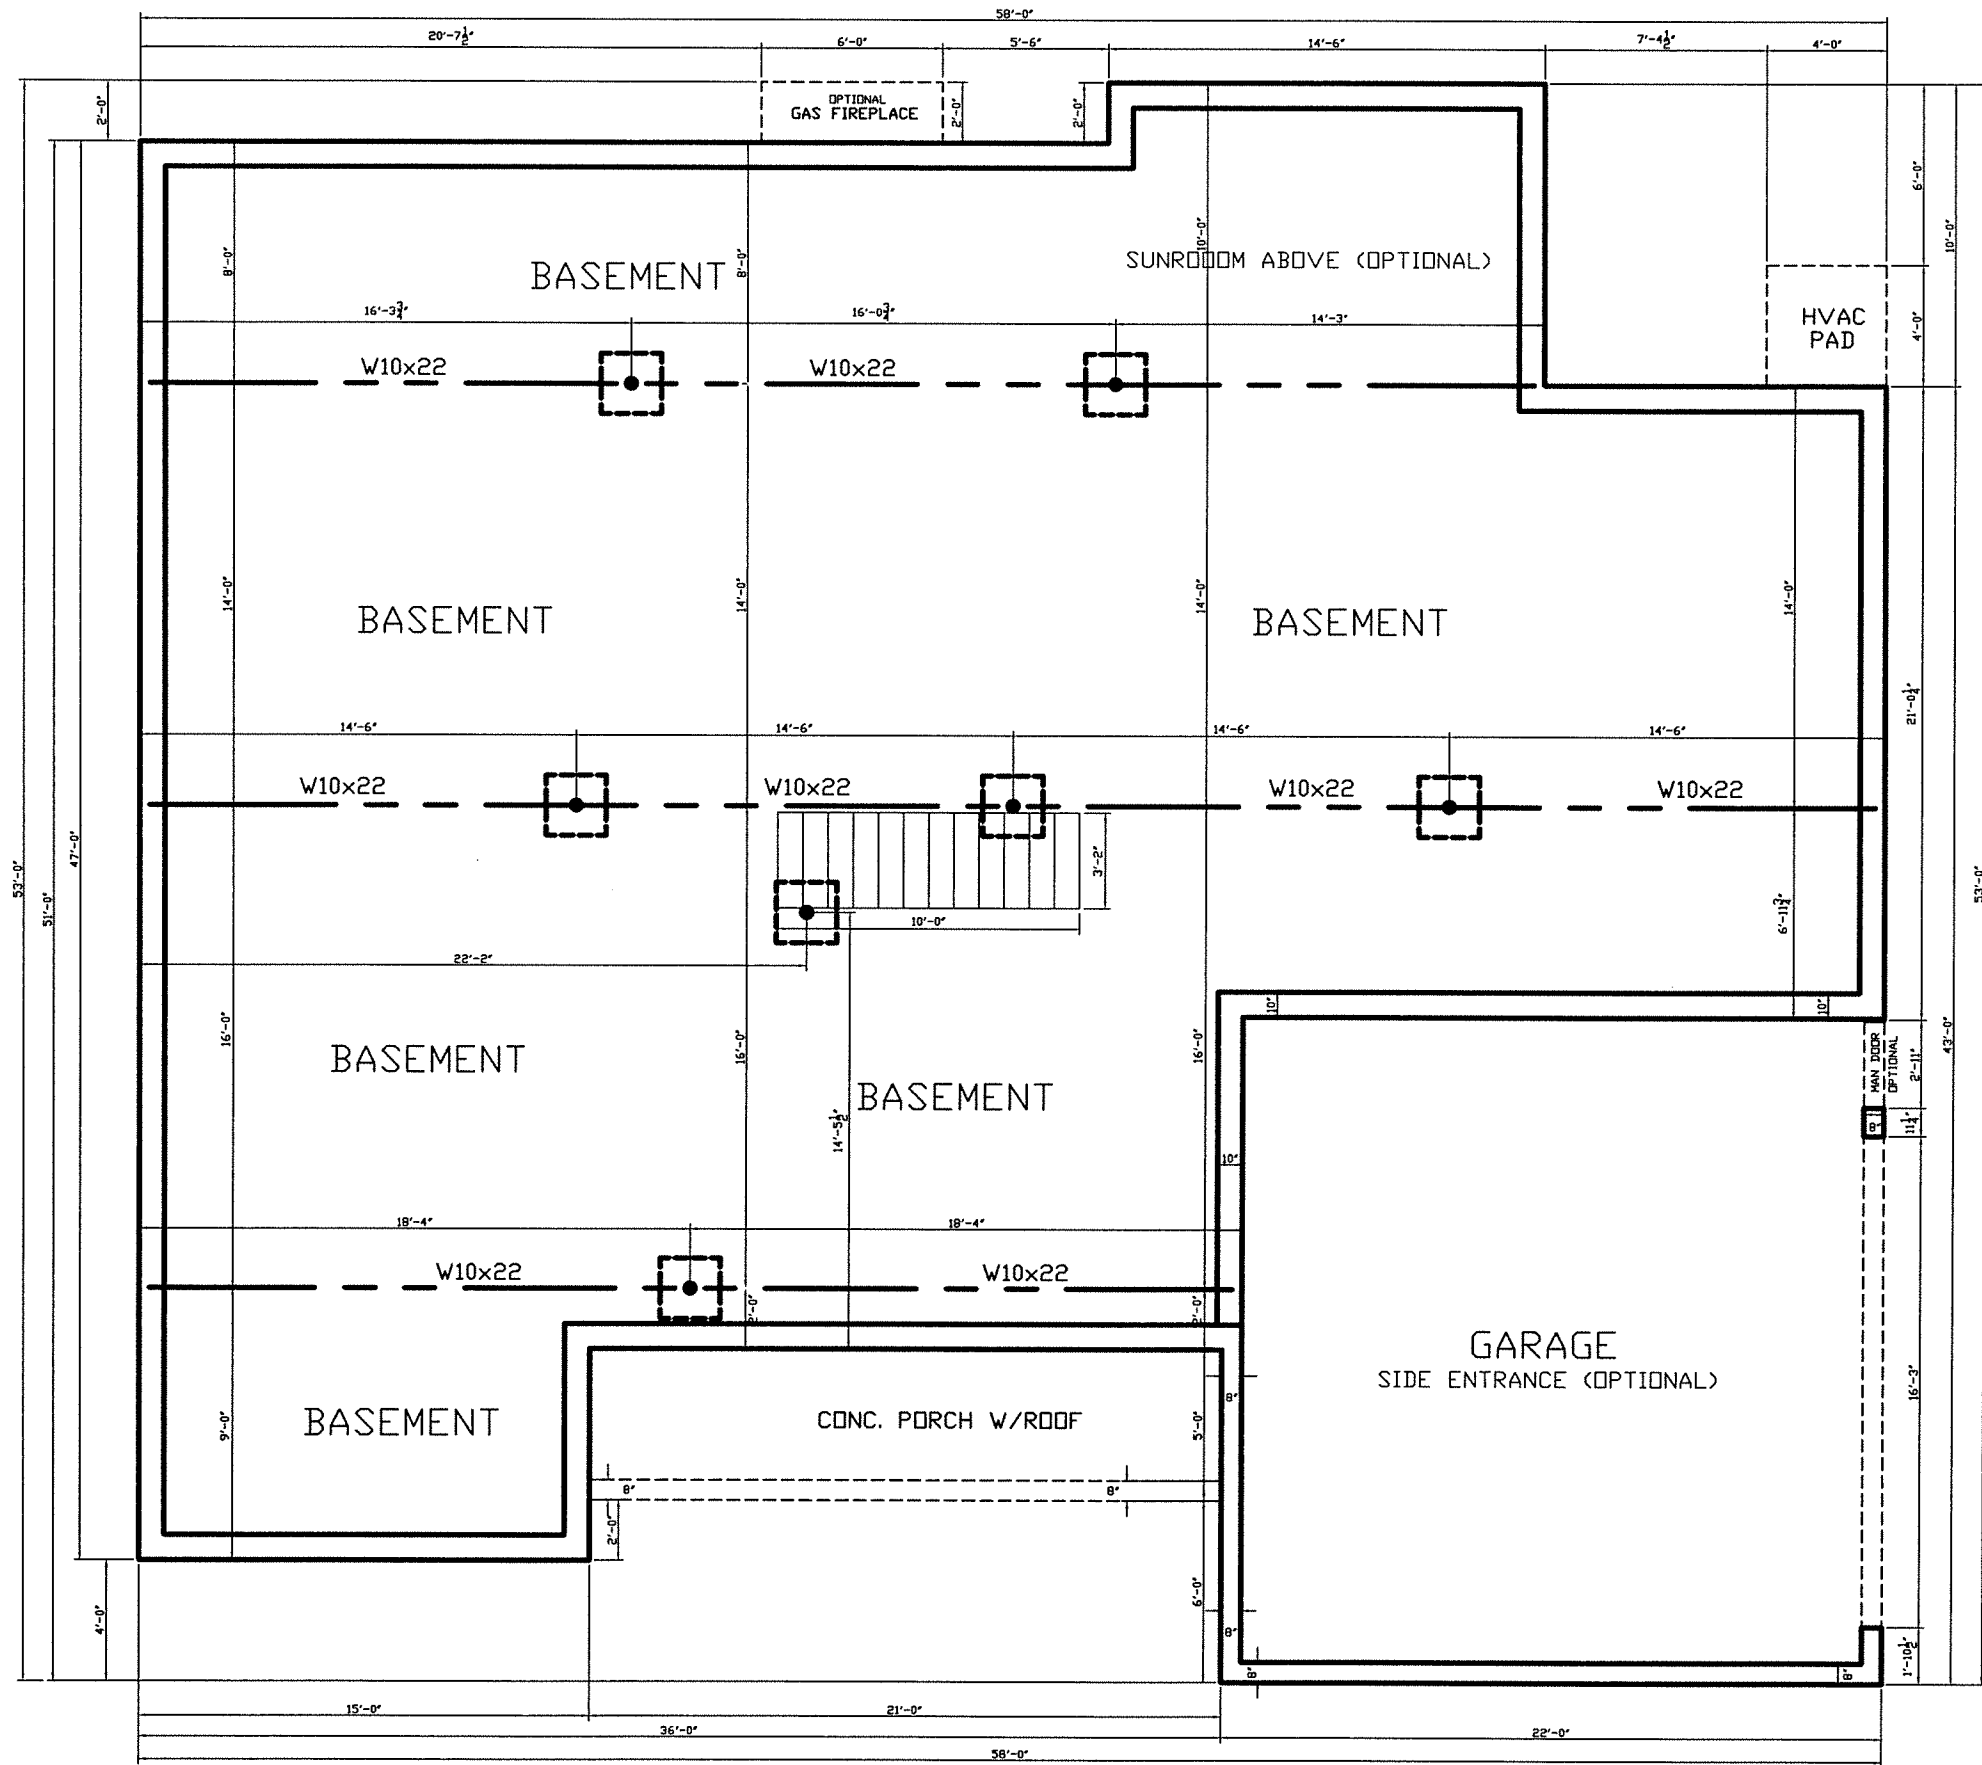 58'-0"
20'-7½"
6'-0"
5'-6"
14'-6"
7'-4½"
4'-0"
2'-0"
OPTIONAL
GAS FIREPLACE
2'-0"
2'-0"
6'-0"
10'-0"
8'-0"
BASEMENT
8'-0"
10'-0"
SUNROOOM ABOVE (OPTIONAL)
16'-3¾"
16'-0¾"
14'-3"
HVAC
PAD
4'-0"
W10x22
W10x22
14'-0"
14'-0"
14'-0"
14'-0"
BASEMENT
BASEMENT
21'-0¼"
14'-6"
14'-6"
14'-6"
14'-6"
W10x22
W10x22
W10x22
W10x22
53'-0"
51'-0"
47'-0"
3'-2"
10'-0"
6'-11¾"
53'-0"
22'-2"
10"
10"
16'-0"
16'-0"
16'-0"
43'-0"
BASEMENT
BASEMENT
MAN DOOR
OPTIONAL
2'-11"
8"
11¼"
14'-5½"
10"
18'-4"
18'-4"
W10x22
W10x22
2'-0"
2'-0"
GARAGE
SIDE ENTRANCE (OPTIONAL)
16'-3"
8"
BASEMENT
9'-0"
CONC. PORCH W/ROOF
5'-0"
8"
8"
2'-0"
4'-0"
6'-0"
8"
8"
8"
1'-10½"
15'-0"
21'-0"
36'-0"
22'-0"
58'-0"